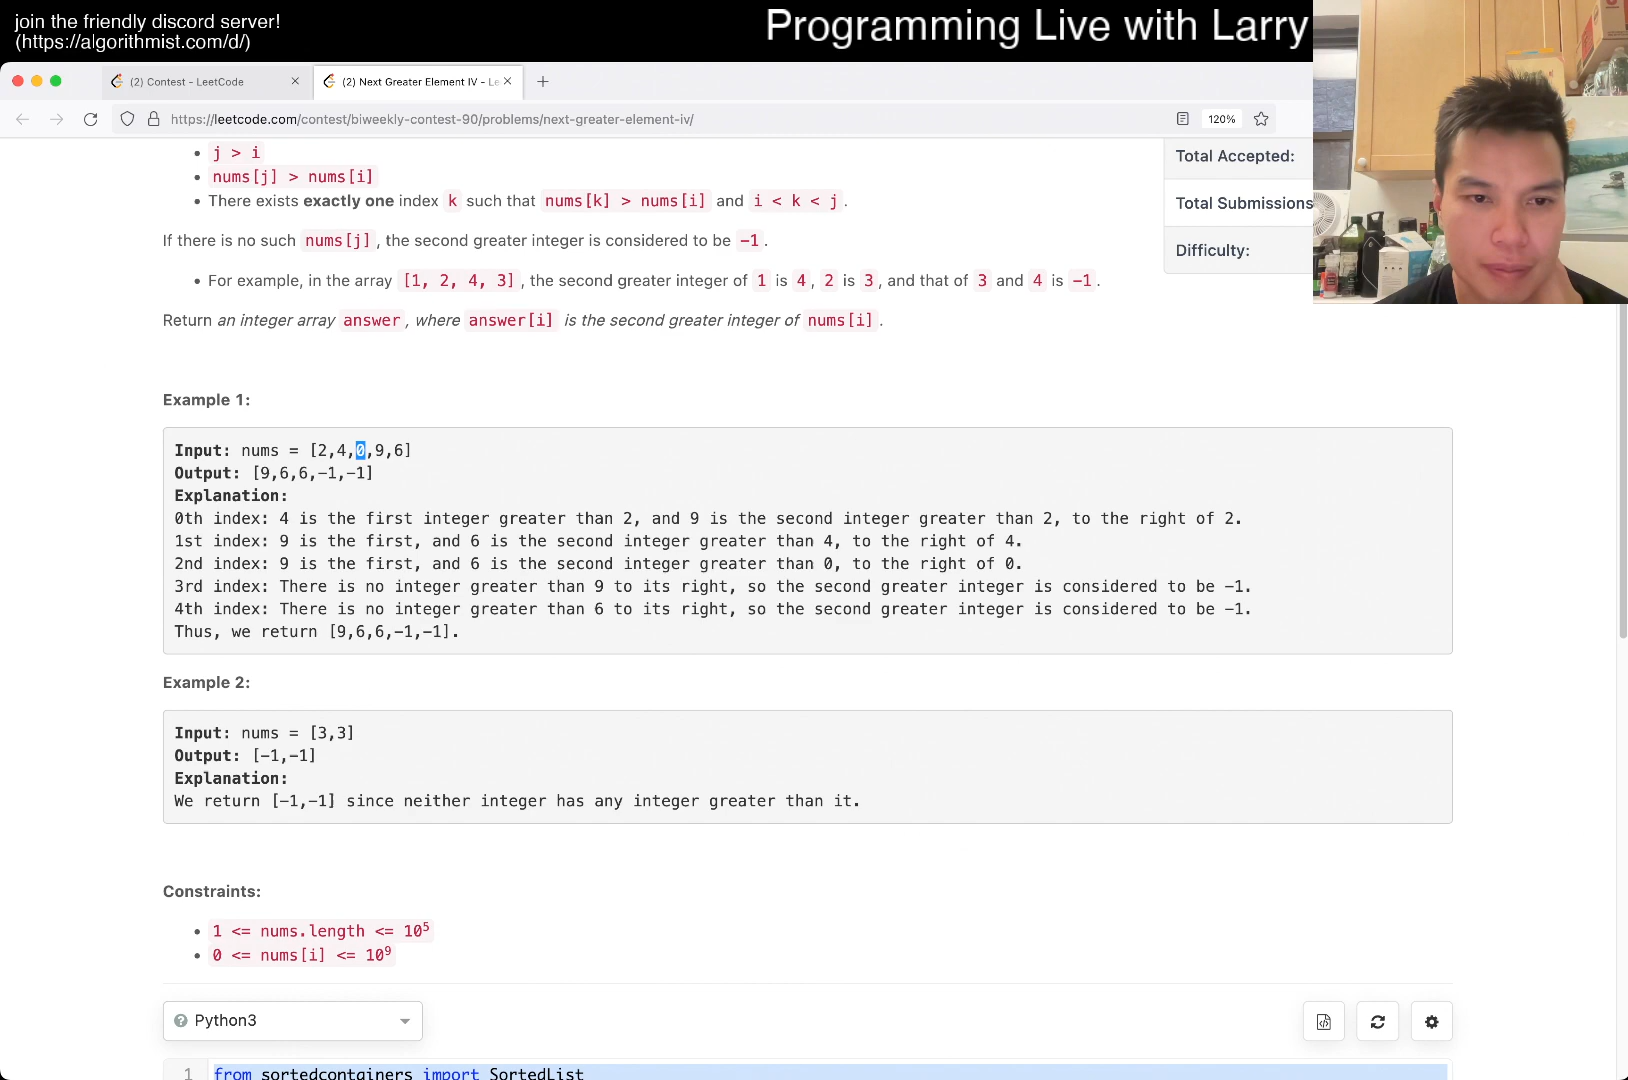 join the friendly discord server!
(https://algorithmist.com/d/)
Programming Live with Larry
(2) Contest - LeetCode
(2) Next Greater Element IV - Le
https://leetcode.com/contest/biweekly-contest-90/problems/next-greater-element-iv/
120%
• j > i
• nums[j] > nums[i]
• There exists exactly one index k such that nums[k] > nums[i] and i < k < j.
If there is no such nums[j], the second greater integer is considered to be -1.
• For example, in the array [1, 2, 4, 3], the second greater integer of 1 is 4, 2 is 3, and that of 3 and 4 is -1.
Return an integer array answer, where answer[i] is the second greater integer of nums[i].
Total Accepted:
Total Submissions
Difficulty:
Example 1:
Input: nums = [2,4,0,9,6]
Output: [9,6,6,-1,-1]
Explanation:
0th index: 4 is the first integer greater than 2, and 9 is the second integer greater than 2, to the right of 2.
1st index: 9 is the first, and 6 is the second integer greater than 4, to the right of 4.
2nd index: 9 is the first, and 6 is the second integer greater than 0, to the right of 0.
3rd index: There is no integer greater than 9 to its right, so the second greater integer is considered to be -1.
4th index: There is no integer greater than 6 to its right, so the second greater integer is considered to be -1.
Thus, we return [9,6,6,-1,-1].
Example 2:
Input: nums = [3,3]
Output: [-1,-1]
Explanation:
We return [-1,-1] since neither integer has any integer greater than it.
Constraints:
• 1 <= nums.length <= 10⁵
• 0 <= nums[i] <= 10⁹
Python3
1 from sortedcontainers import SortedList